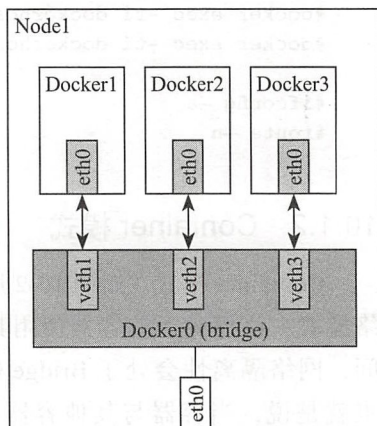 Node1
Docker1 Docker2 Docker3
eth0 eth0 eth0
veth1 veth2 veth3
Docker0 (bridge)
eth0